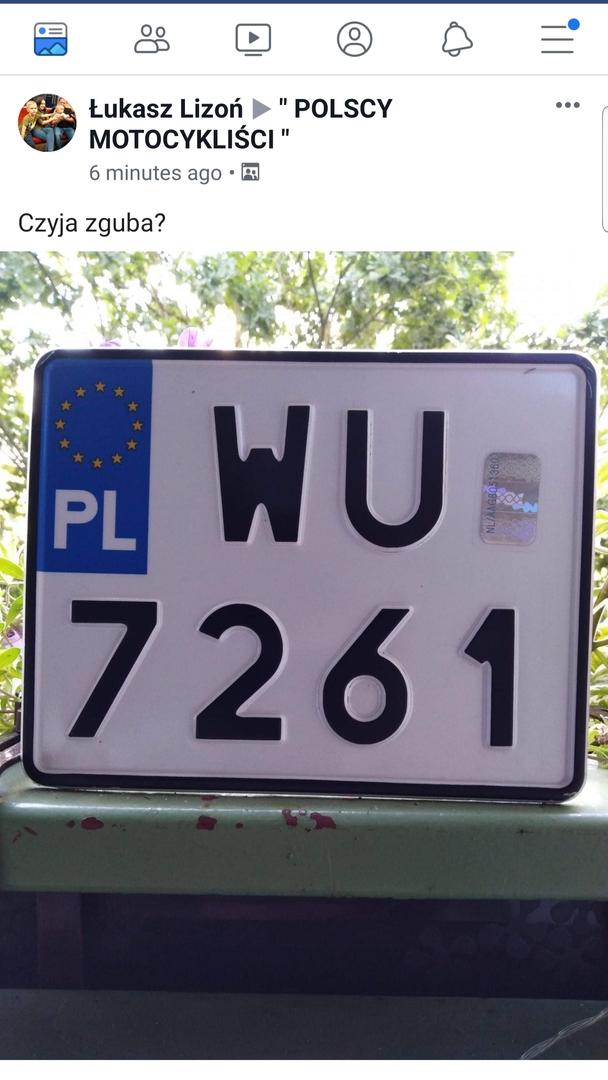 Łukasz Lizoń ▶ " POLSCY
MOTOCYKLIŚCI "
6 minutes ago •
Czyja zguba?
PL
WU
7261